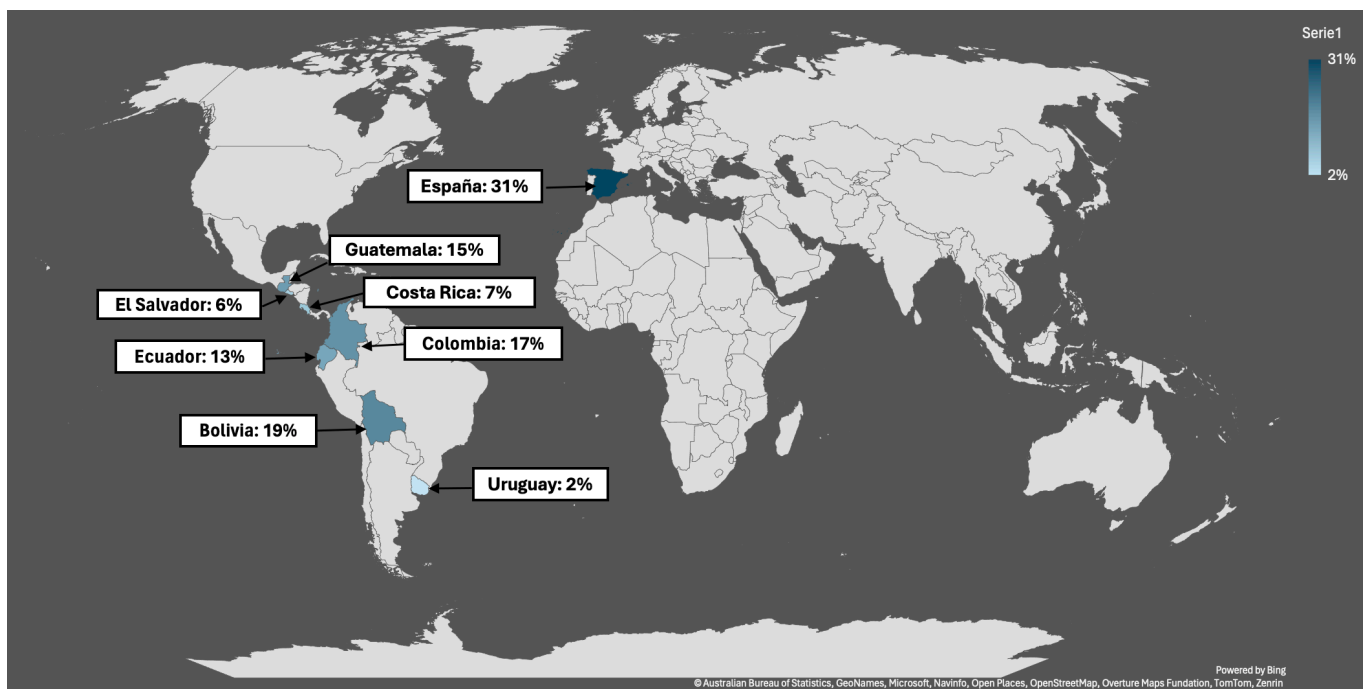 Serie1
31%
2%
España: 31%
Guatemala: 15%
Costa Rica: 7%
El Salvador: 6%
Colombia: 17%
Ecuador: 13%
Bolivia: 19%
Uruguay: 2%
Powered by Bing
© Australian Bureau of Statistics, GeoNames, Microsoft, Navinfo, Open Places, OpenStreetMap, Overture Maps Fundation, TomTom, Zenrin